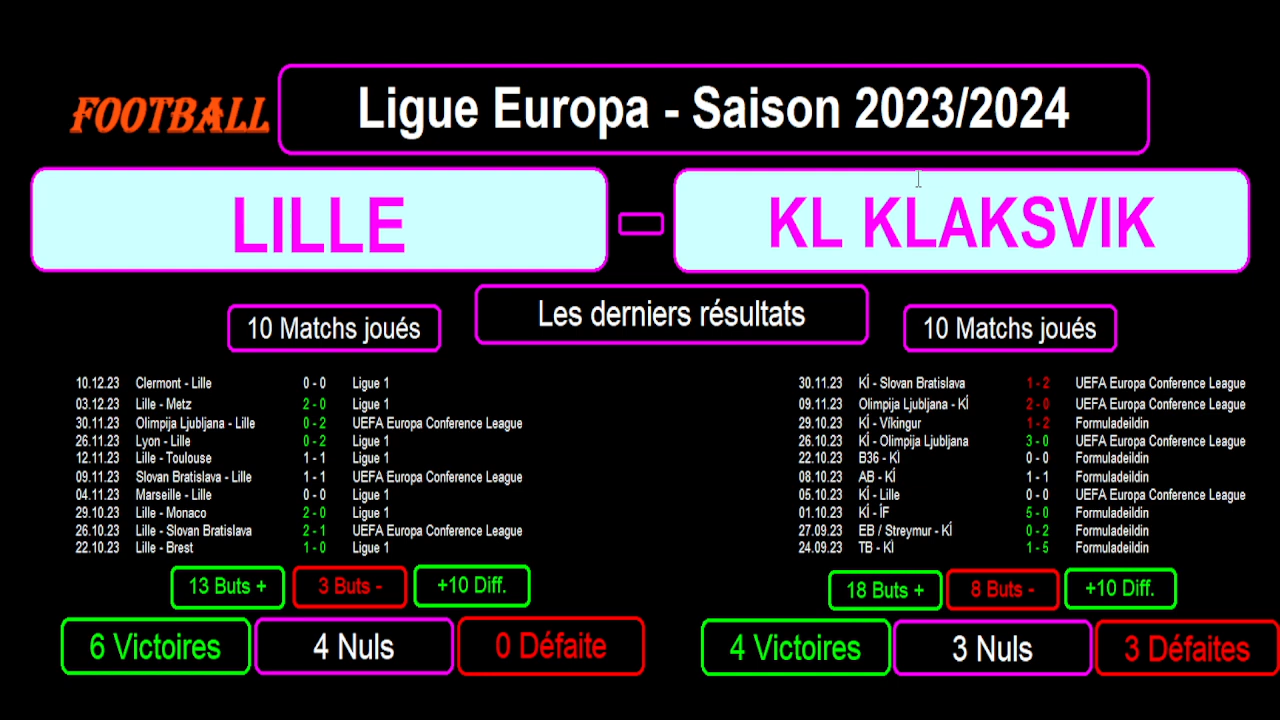 FOOTBALL
Ligue Europa - Saison 2023/2024
LILLE
KL KLAKSVIK
Les derniers résultats
10 Matchs joués
10 Matchs joués
10.12.23 Clermont - Lille 0 - 0 Ligue 1
03.12.23 Lille - Metz 2 - 0 Ligue 1
30.11.23 Olimpija Ljubljana - Lille 0 - 2 UEFA Europa Conference League
26.11.23 Lyon - Lille 0 - 2 Ligue 1
12.11.23 Lille - Toulouse 1 - 1 Ligue 1
09.11.23 Slovan Bratislava - Lille 1 - 1 UEFA Europa Conference League
04.11.23 Marseille - Lille 0 - 0 Ligue 1
29.10.23 Lille - Monaco 2 - 0 Ligue 1
26.10.23 Lille - Slovan Bratislava 2 - 1 UEFA Europa Conference League
22.10.23 Lille - Brest 1 - 0 Ligue 1
30.11.23 KÍ - Slovan Bratislava 1 - 2 UEFA Europa Conference League
09.11.23 Olimpija Ljubljana - KÍ 2 - 0 UEFA Europa Conference League
29.10.23 KÍ - Víkingur 1 - 2 Formuladeildin
26.10.23 KÍ - Olimpija Ljubljana 3 - 0 UEFA Europa Conference League
22.10.23 B36 - KÍ 0 - 0 Formuladeildin
08.10.23 AB - KÍ 1 - 1 Formuladeildin
05.10.23 KÍ - Lille 0 - 0 UEFA Europa Conference League
01.10.23 KÍ - ÍF 5 - 0 Formuladeildin
27.09.23 EB / Streymur - KÍ 0 - 2 Formuladeildin
24.09.23 TB - KÍ 1 - 5 Formuladeildin
13 Buts + 3 Buts - +10 Diff.
18 Buts + 8 Buts - +10 Diff.
6 Victoires 4 Nuls 0 Défaite
4 Victoires 3 Nuls 3 Défaites